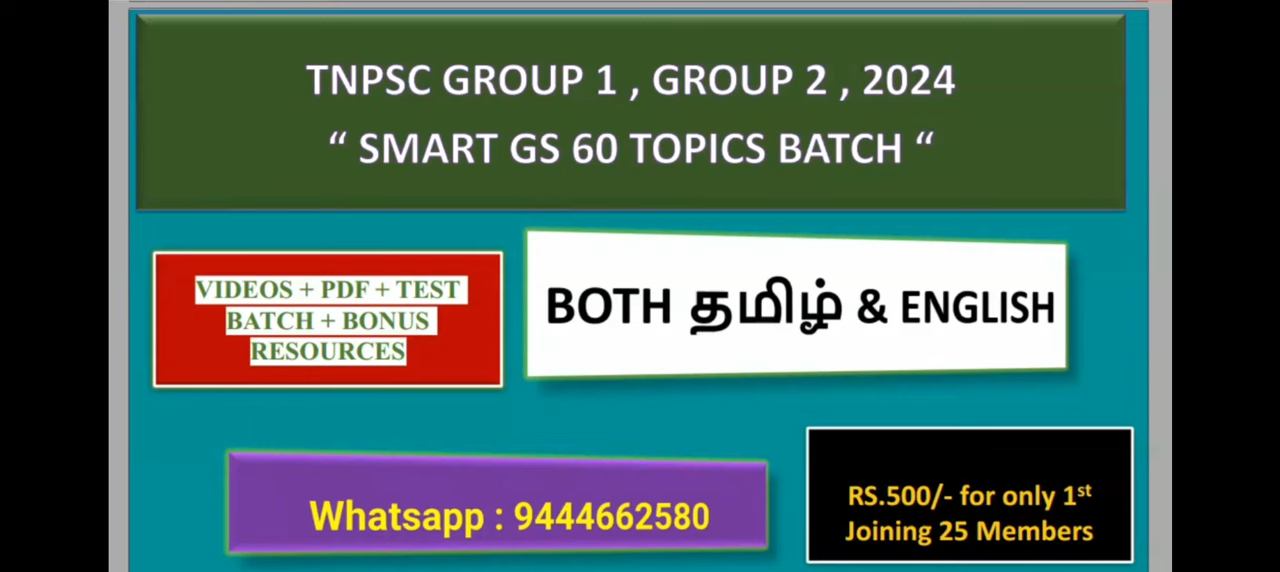 TNPSC GROUP 1 , GROUP 2 , 2024
“ SMART GS 60 TOPICS BATCH “
VIDEOS + PDF + TEST
BATCH + BONUS
RESOURCES
BOTH தமிழ் & ENGLISH
Whatsapp : 9444662580
RS.500/- for only 1st
Joining 25 Members